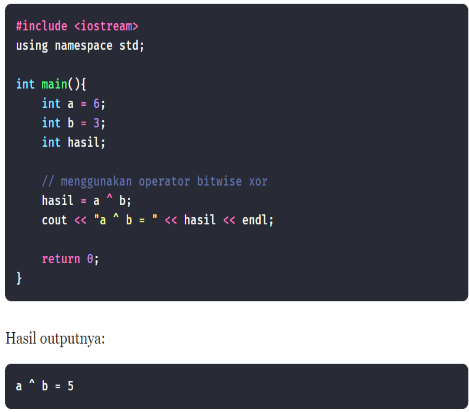 #include <iostream>
using namespace std;
int main(){
int a = 6;
int b = 3;
int hasil;
// menggunakan operator bitwise xor
hasil = a ^ b;
cout << "a ^ b = " << hasil << endl;
return 0;
}
Hasil outputnya:
a ^ b = 5